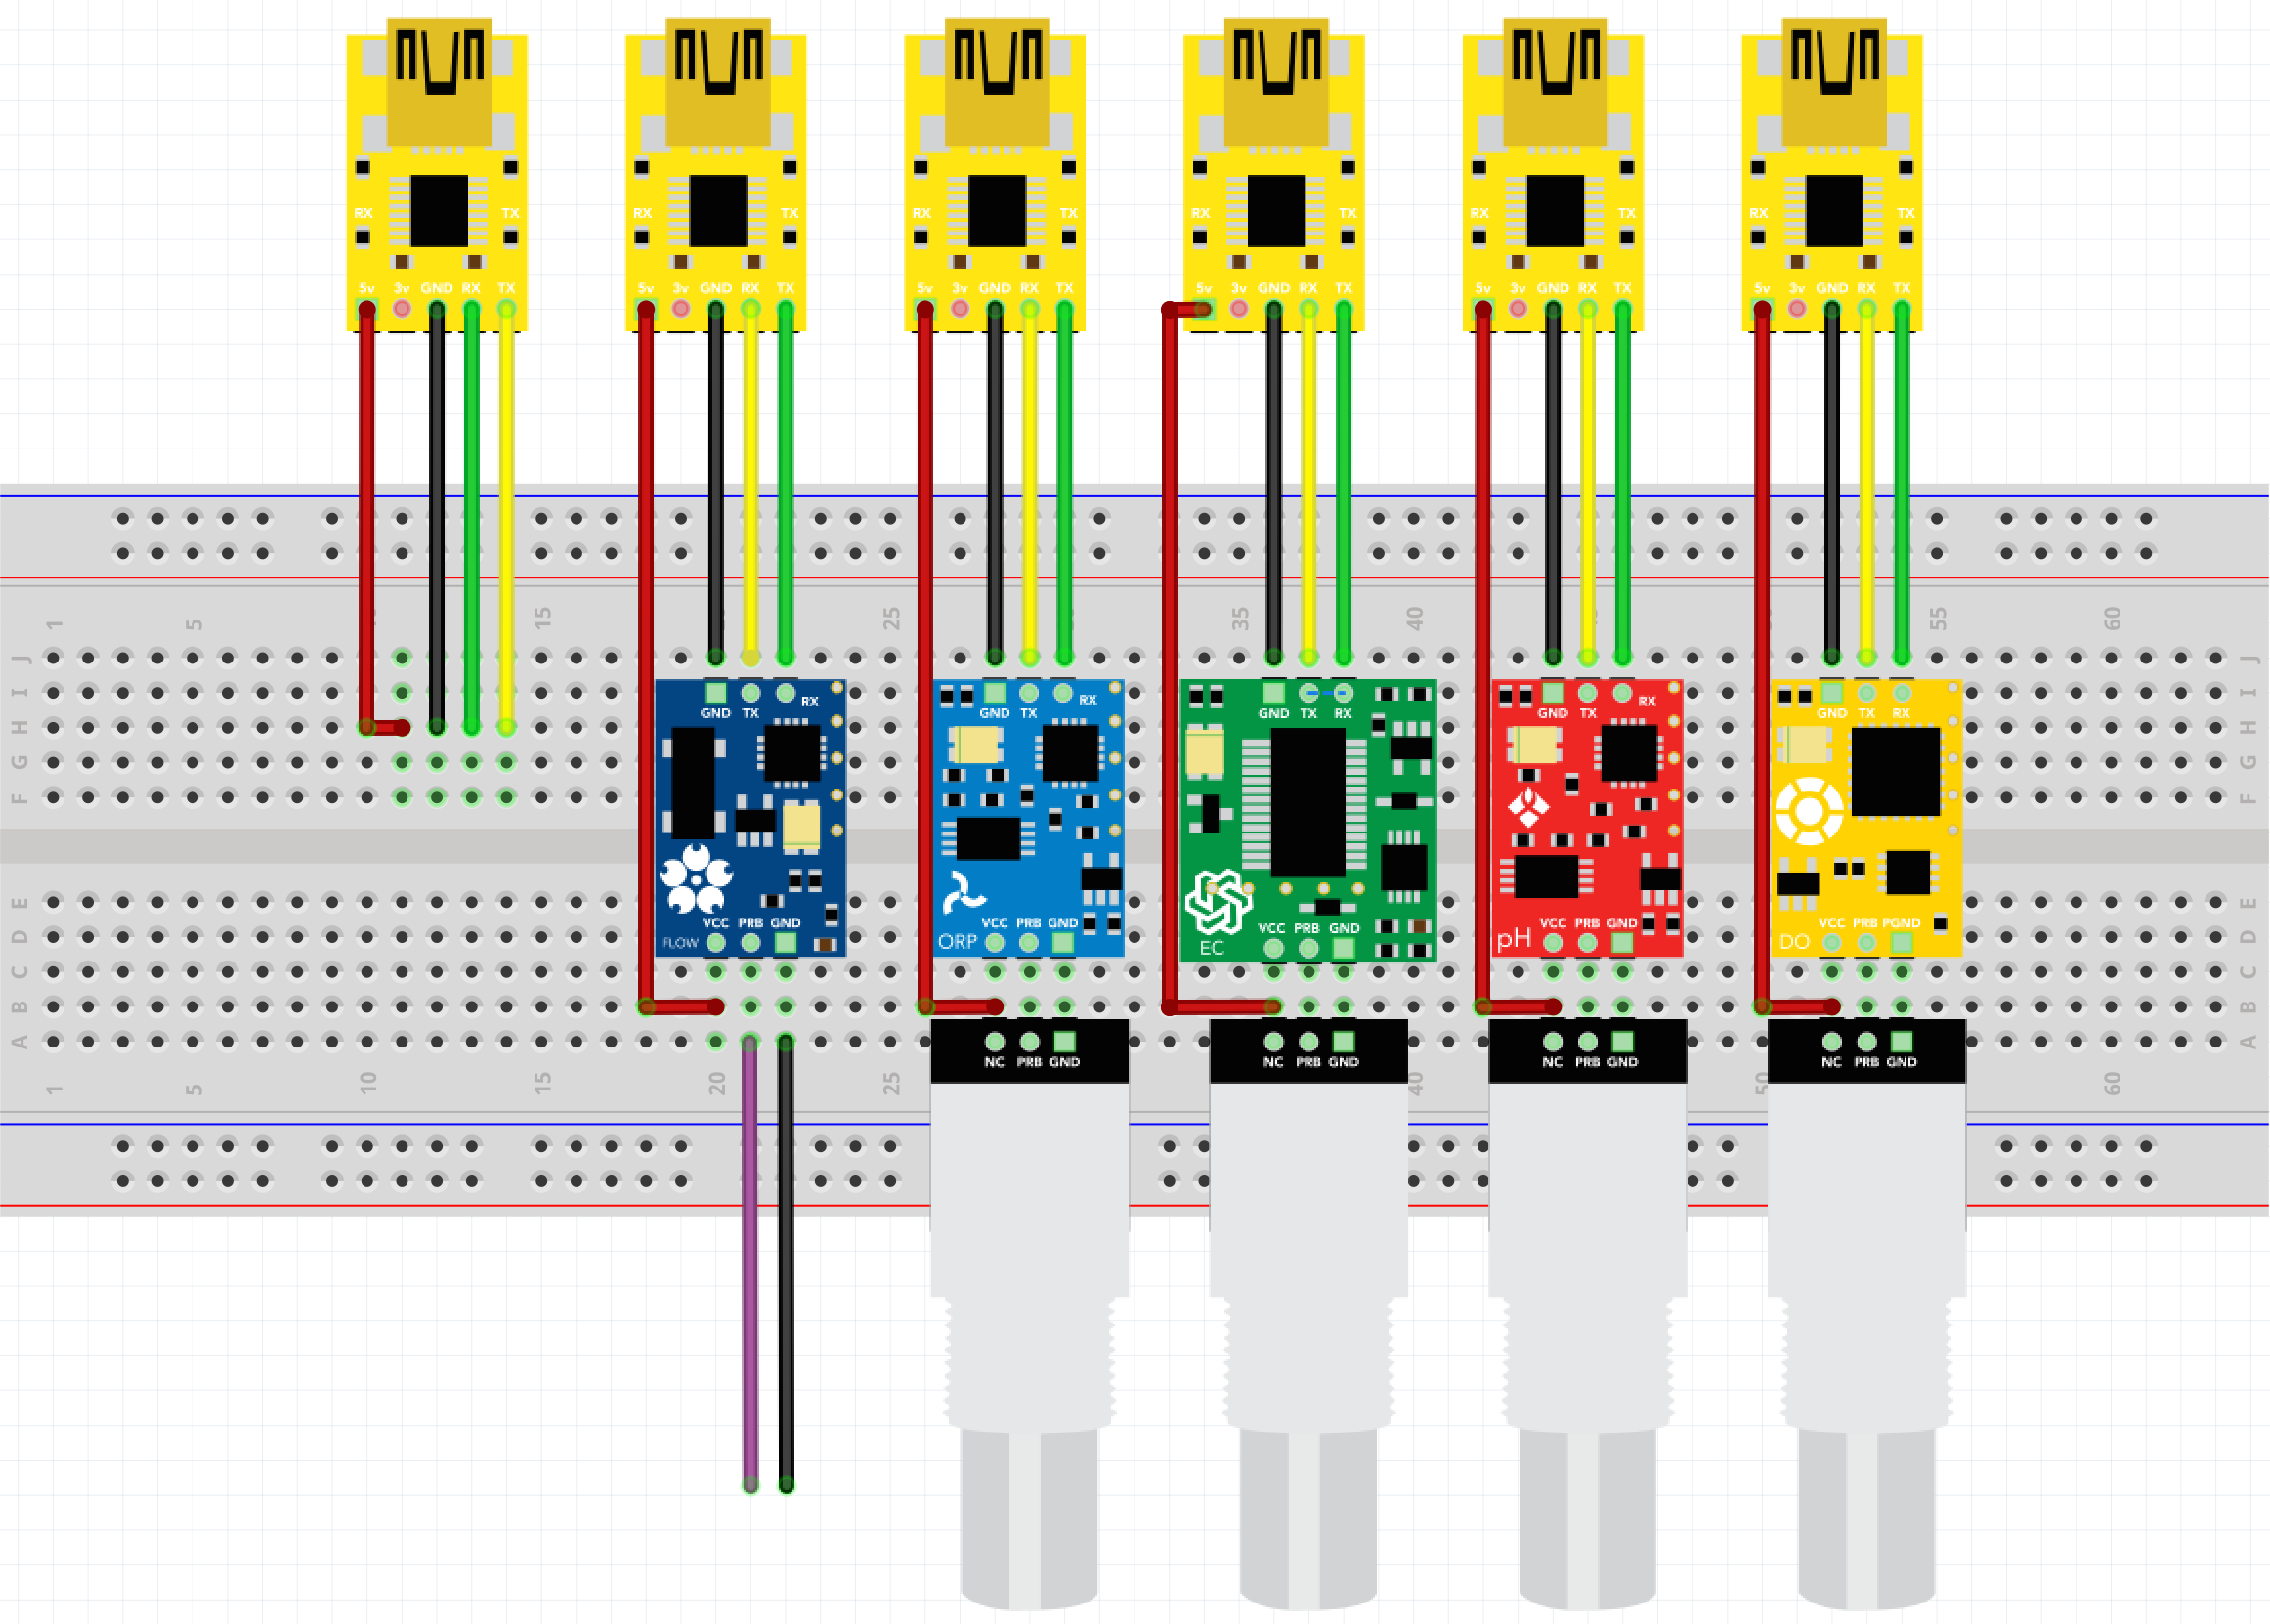 RX TX RX TX RX TX RX TX RX TX RX TX
5v 3v GND RX TX 5v 3v GND RX TX 5v 3v GND RX TX 5v 3v GND RX TX 5v 3v GND RX TX 5v 3v GND RX TX
1 5 15 25 35 40 55 60
J J
I I
H H
G G
F F
RX RX RX
GND TX GND TX GND TX RX GND TX GND TX RX
E E
D D
C C
B B
A A
VCC PRB GND VCC PRB GND VCC PRB GND VCC PRB GND VCC PRB PGND
FLOW ORP EC pH DO
NC PRB GND NC PRB GND NC PRB GND NC PRB GND
1 5 10 15 20 25 40 60